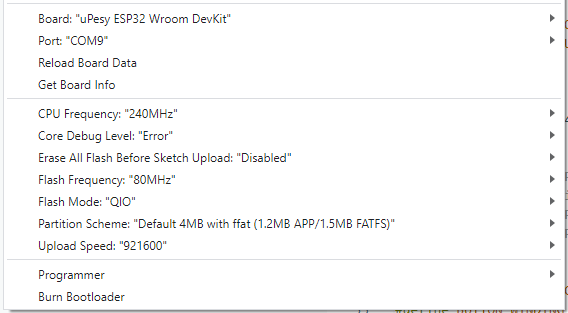 Board: "uPesy ESP32 Wroom DevKit"
Port: "COM9"
Reload Board Data
Get Board Info
CPU Frequency: "240MHz"
Core Debug Level: "Error"
Erase All Flash Before Sketch Upload: "Disabled"
Flash Frequency: "80MHz"
Flash Mode: "QIO"
Partition Scheme: "Default 4MB with ffat (1.2MB APP/1.5MB FATFS)"
Upload Speed: "921600"
Programmer
Burn Bootloader